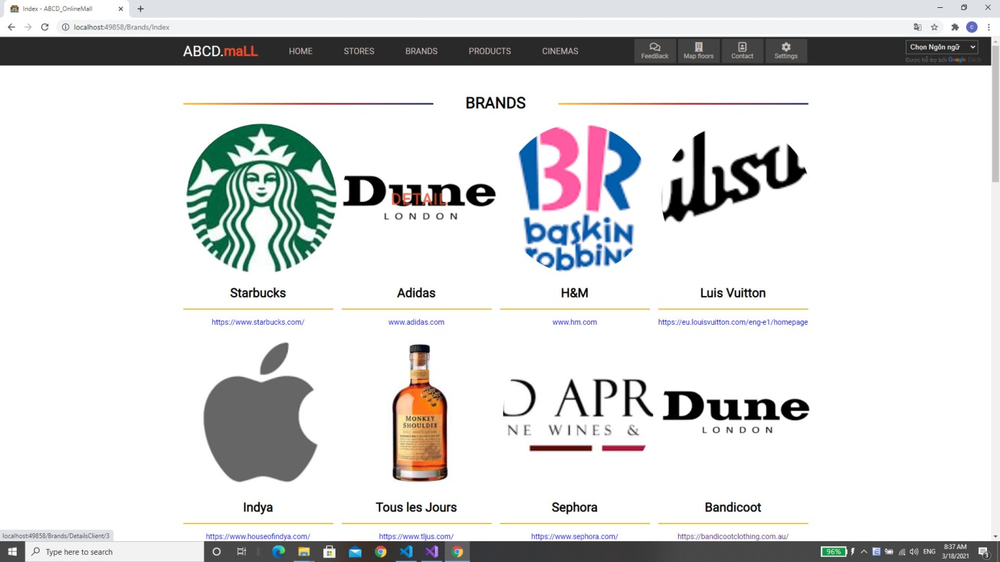 Index - ABCD_OnlineMall
localhost:49858/Brands/Index
ABCD.maLL HOME STORES BRANDS PRODUCTS CINEMAS FeedBack Map floors Contact Settings Chọn Ngôn ngữ
Được hỗ trợ bởi Google Dịch
BRANDS
Dune
DETAIL
LONDON
BR
baskin
robbins
ibsu
Starbucks Adidas H&M Luis Vuitton
https://www.starbucks.com/ www.adidas.com www.hm.com https://eu.louisvuitton.com/eng-e1/homepage
MONKEY
SHOULDER
D APR
NE WINES &
Dune
LONDON
Indya Tous les Jours Sephora Bandicoot
https://www.houseofindya.com/ https://www.tljus.com/ https://www.sephora.com/ https://bandicootclothing.com.au/
localhost:49858/Brands/DetailsClient/3
Type here to search
96% ENG 8:37 AM
3/18/2021 3